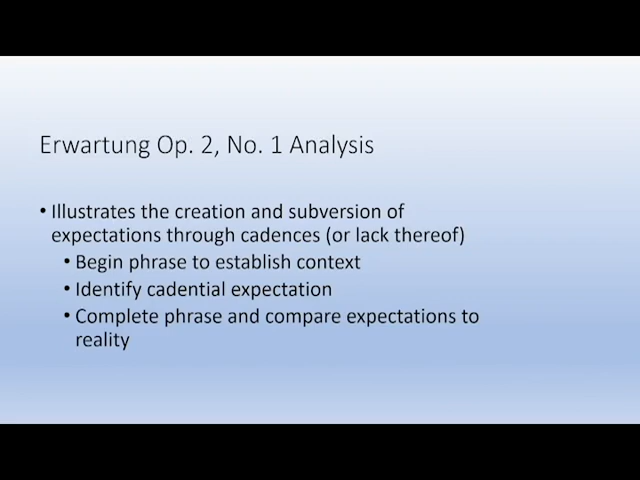 Erwartung Op. 2, No. 1 Analysis
• Illustrates the creation and subversion of
expectations through cadences (or lack thereof)
• Begin phrase to establish context
• Identify cadential expectation
• Complete phrase and compare expectations to
reality